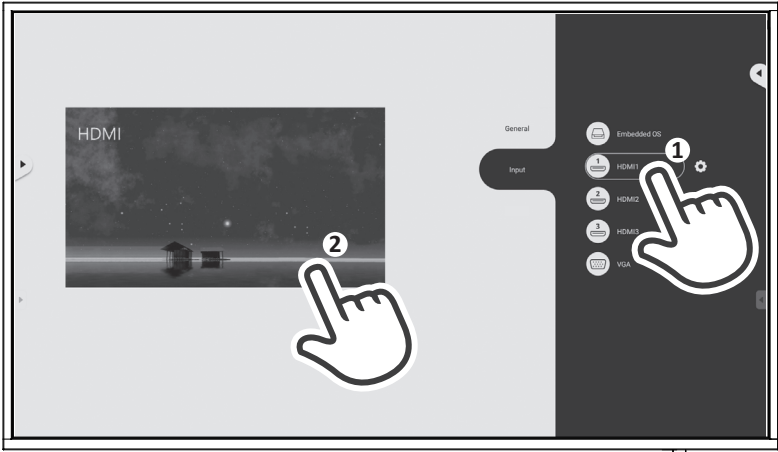 HDMI
2
General
Input
Embedded OS
1
1
HDMI1
2
HDMI2
3
HDMI3
VGA